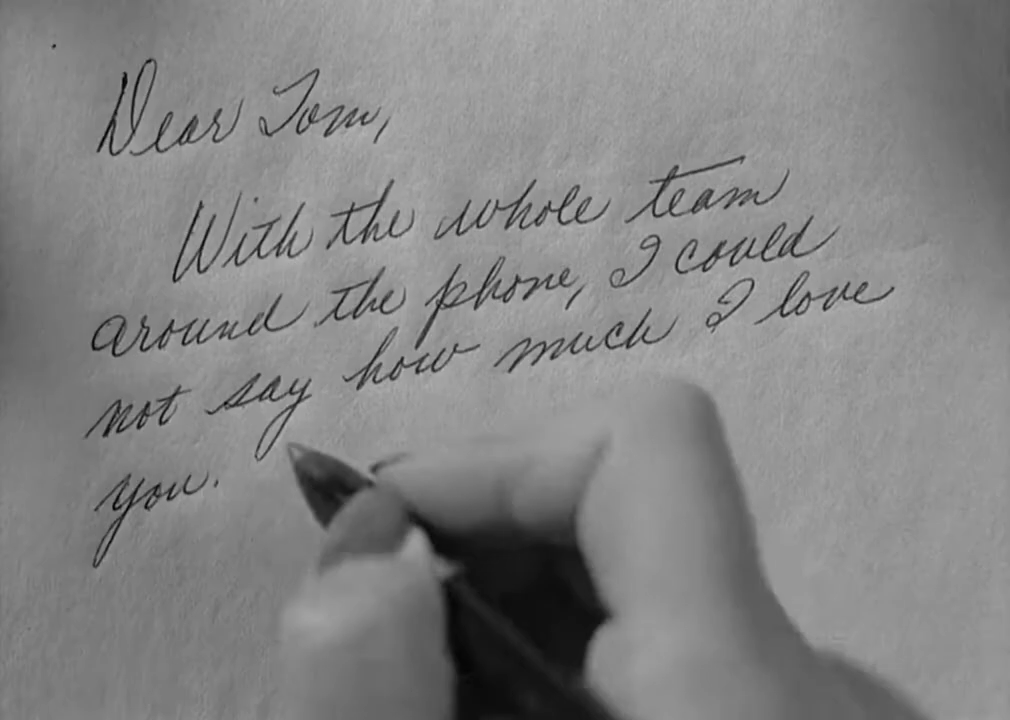 Dear Tom,
With the whole team
around the phone, I could
not say how much I love
you.